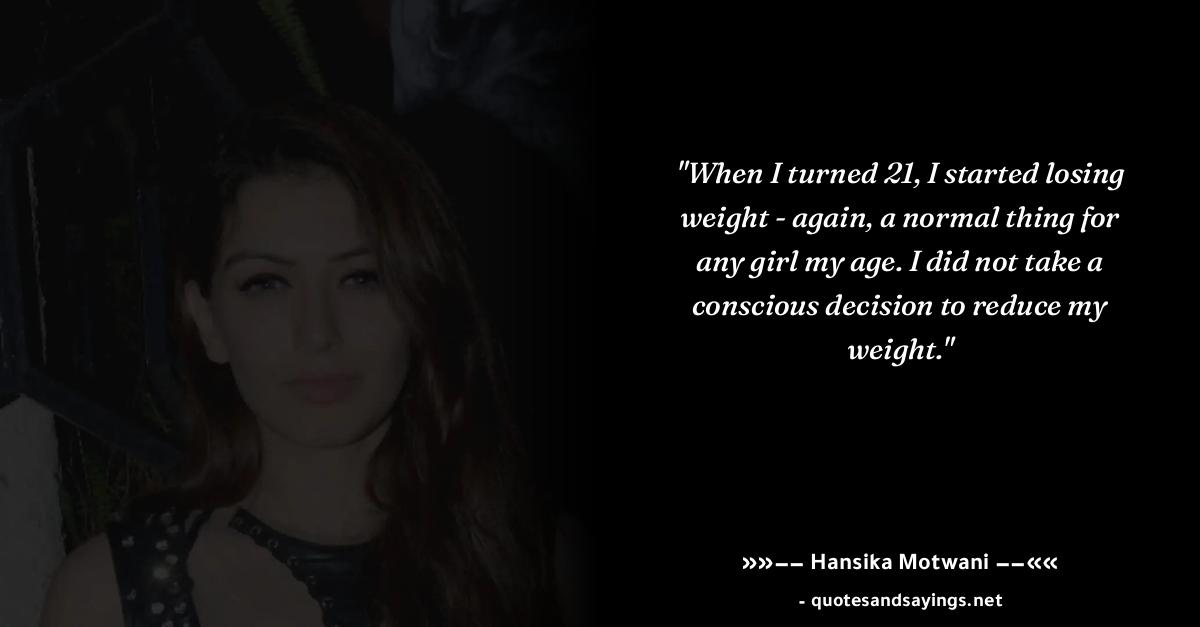 "When I turned 21, I started losing
weight - again, a normal thing for
any girl my age. I did not take a
conscious decision to reduce my
weight."
»»−− Hansika Motwani −−««
- quotesandsayings.net